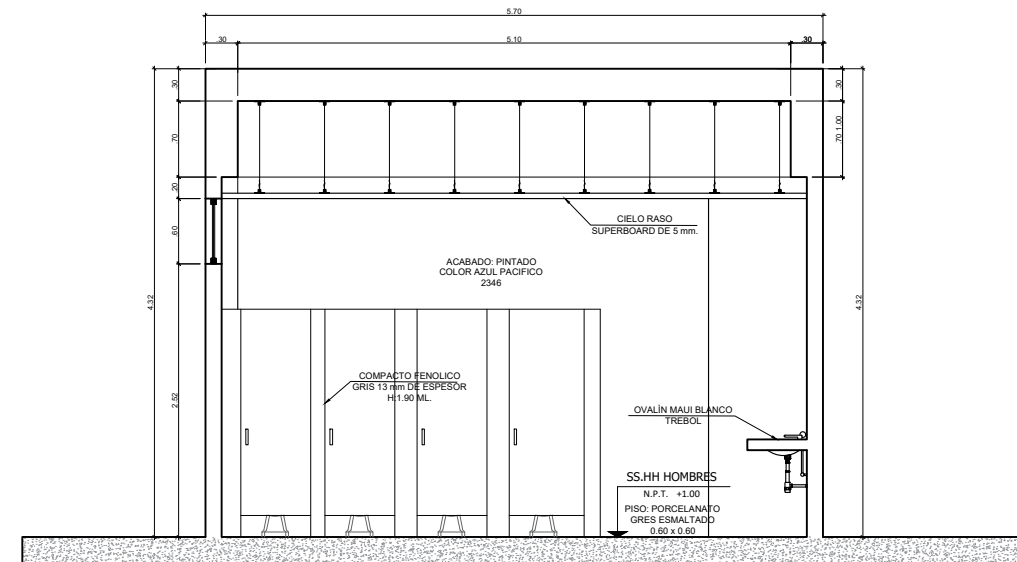 5.70
.30
5.10
.30
.30
.70
.20
.60
4.32
2.52
.30
.70
1.00
4.32
CIELO RASO
SUPERBOARD DE 5 mm.
ACABADO: PINTADO
COLOR AZUL PACIFICO
2346
COMPACTO FENOLICO
GRIS 13 mm DE ESPESOR
H:1.90 ML.
OVALÌN MAUI BLANCO
TREBOL
SS.HH HOMBRES
N.P.T. +1.00
PISO: PORCELANATO
GRES ESMALTADO
0.60 x 0.60